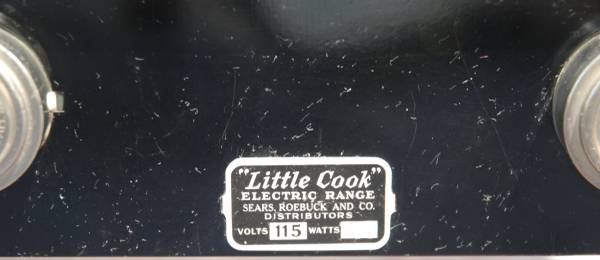 "Little Cook"
ELECTRIC RANGE
SEARS, ROEBUCK AND CO.
DISTRIBUTORS
VOLTS 115 WATTS